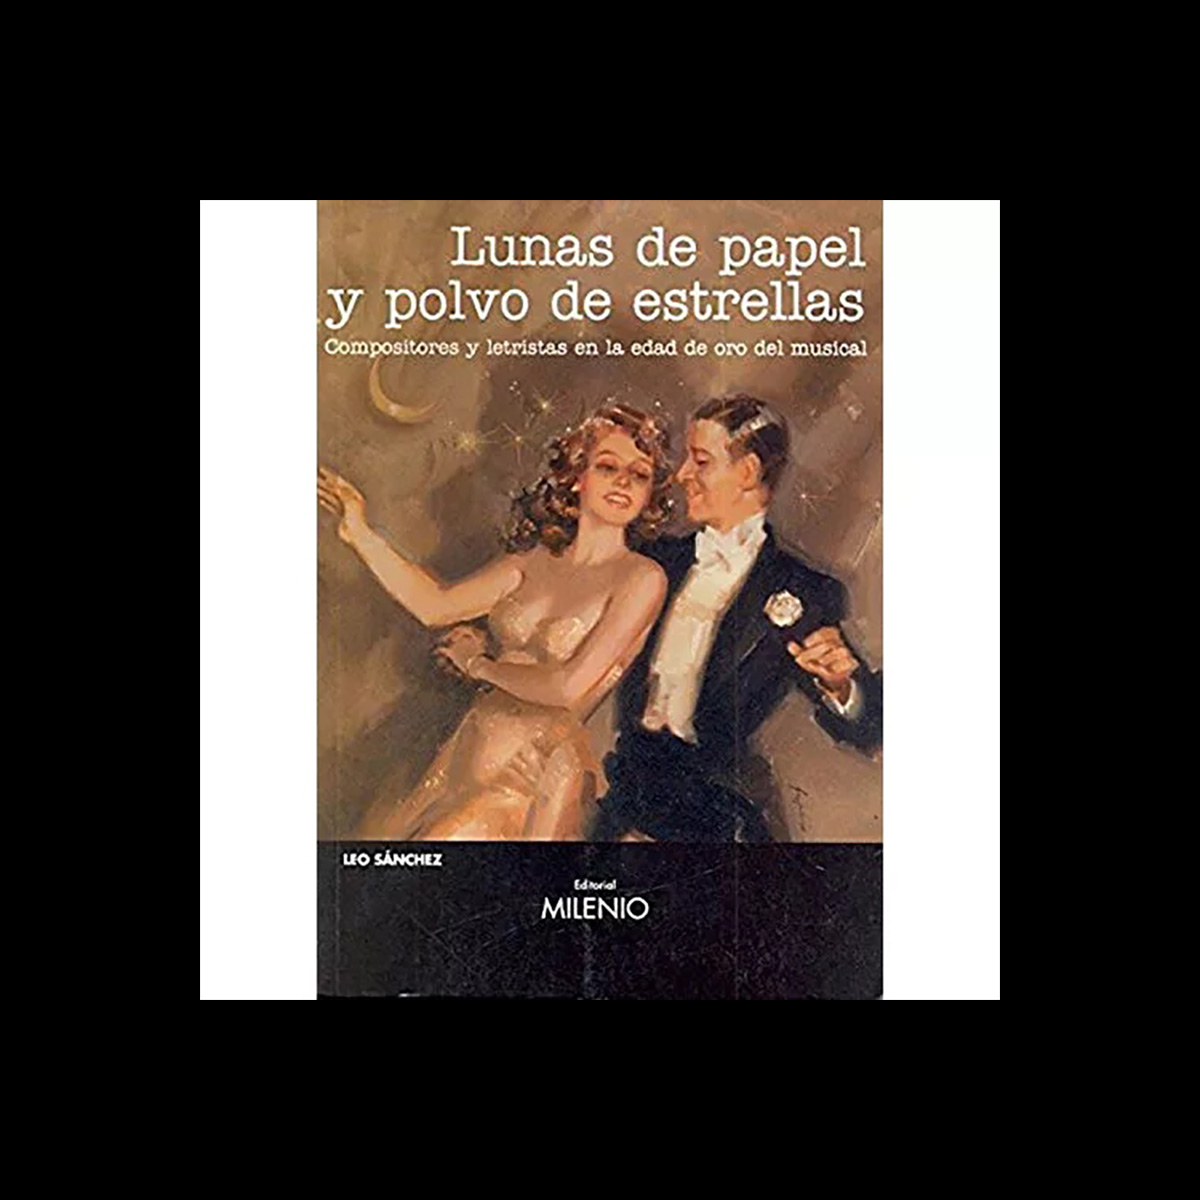 Lunas de papel
y polvo de estrellas
Compositores y letristas en la edad de oro del musical
LEO SÁNCHEZ
Editorial
MILENIO